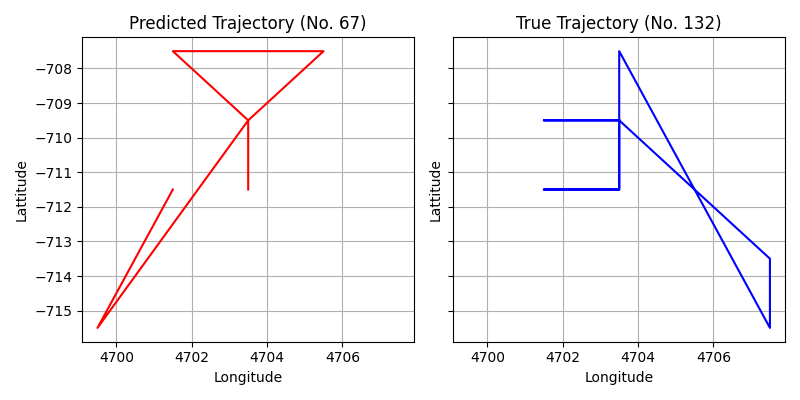 Predicted Trajectory (No. 67)
True Trajectory (No. 132)
Lattitude
−708
−709
−710
−711
−712
−713
−714
−715
4700 4702 4704 4706
Longitude
Lattitude
4700 4702 4704 4706
Longitude